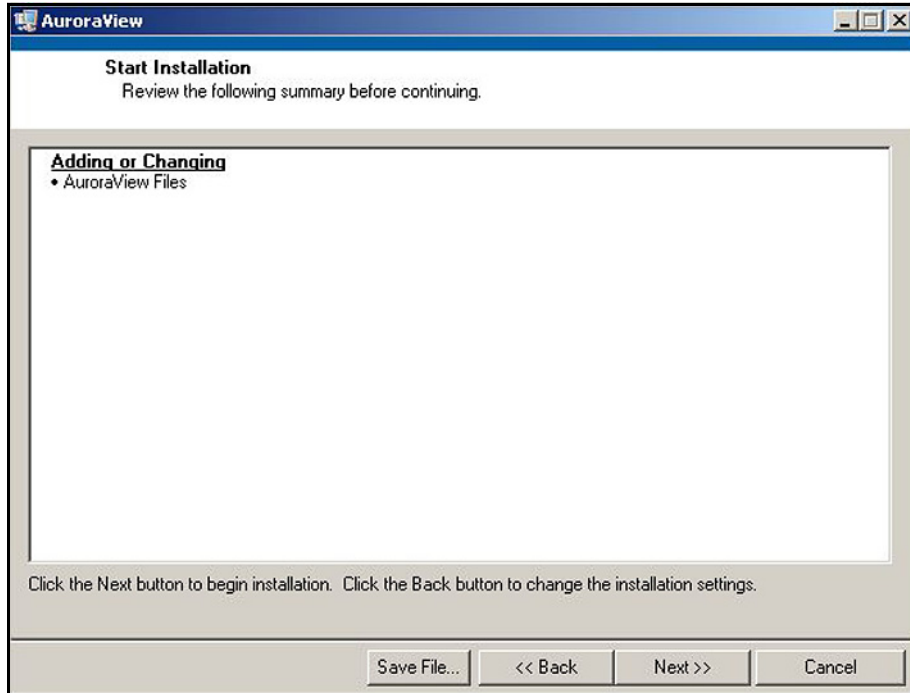 AuroraView
Start Installation
Review the following summary before continuing.
Adding or Changing
• AuroraView Files
Click the Next button to begin installation.  Click the Back button to change the installation settings.
Save File...
<< Back
Next >>
Cancel